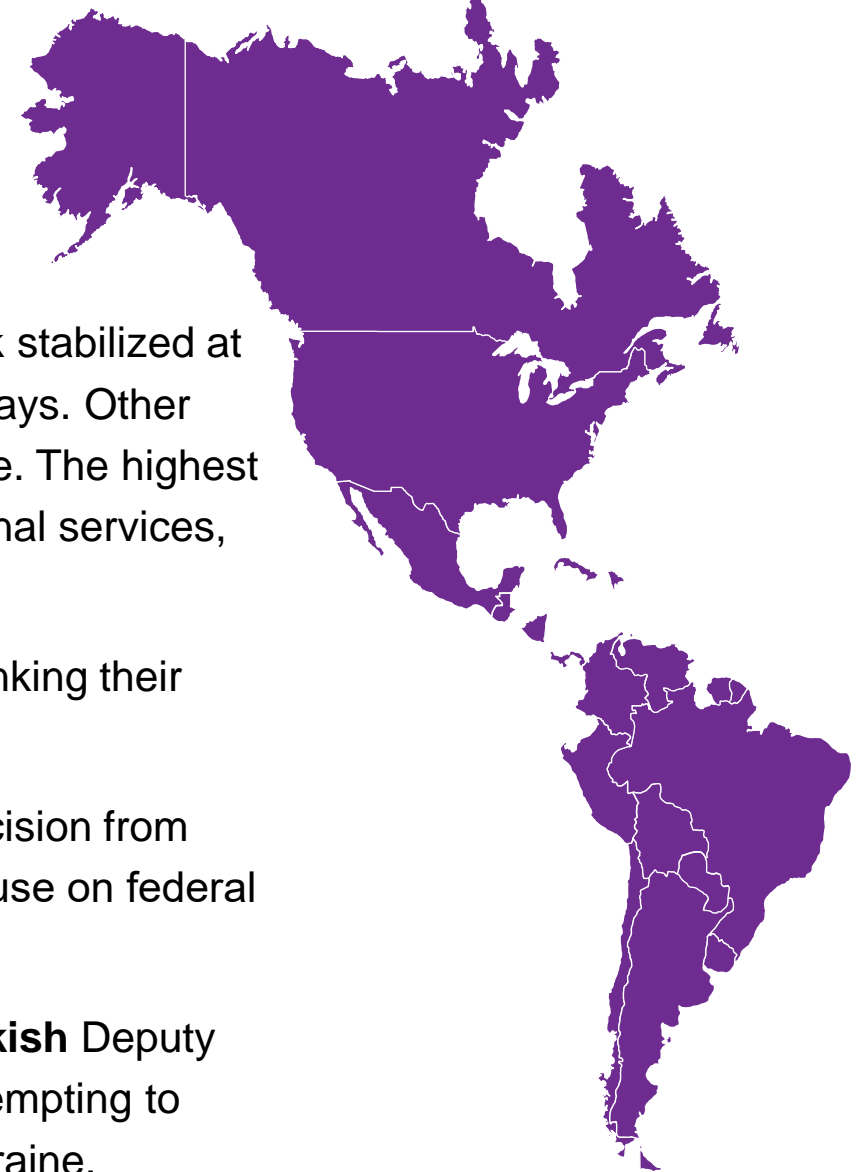 stabilized at
ays. Other
e. The highest
nal services,
nking their
cision from
use on federal
kish Deputy
empting to
raine.